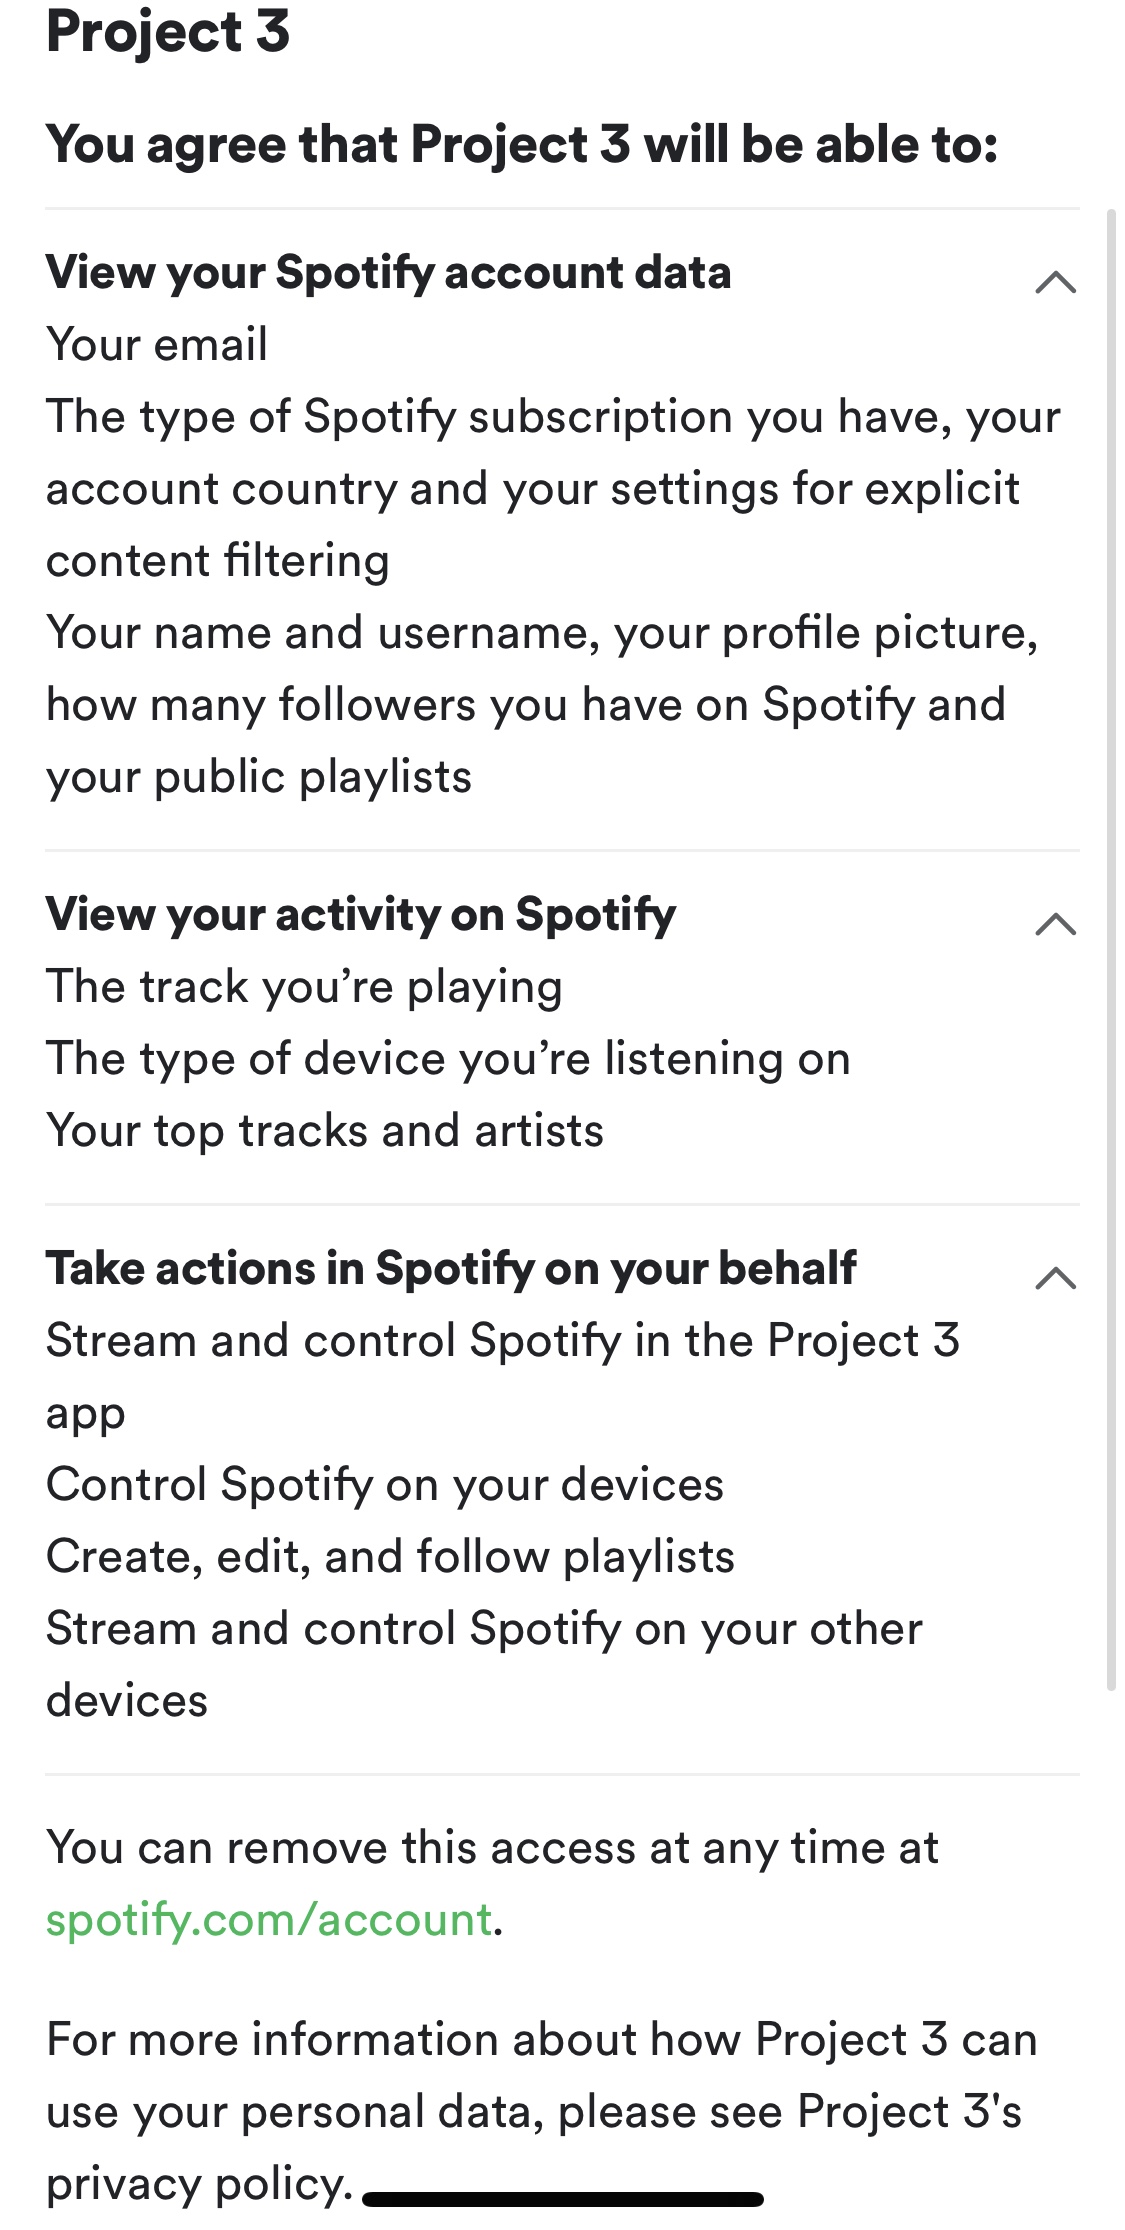 Project 3
You agree that Project 3 will be able to:
View your Spotify account data
Your email
The type of Spotify subscription you have, your
account country and your settings for explicit
content filtering
Your name and username, your profile picture,
how many followers you have on Spotify and
your public playlists
View your activity on Spotify
The track you’re playing
The type of device you’re listening on
Your top tracks and artists
Take actions in Spotify on your behalf
Stream and control Spotify in the Project 3
app
Control Spotify on your devices
Create, edit, and follow playlists
Stream and control Spotify on your other
devices
You can remove this access at any time at
spotify.com/account.
For more information about how Project 3 can
use your personal data, please see Project 3's
privacy policy.